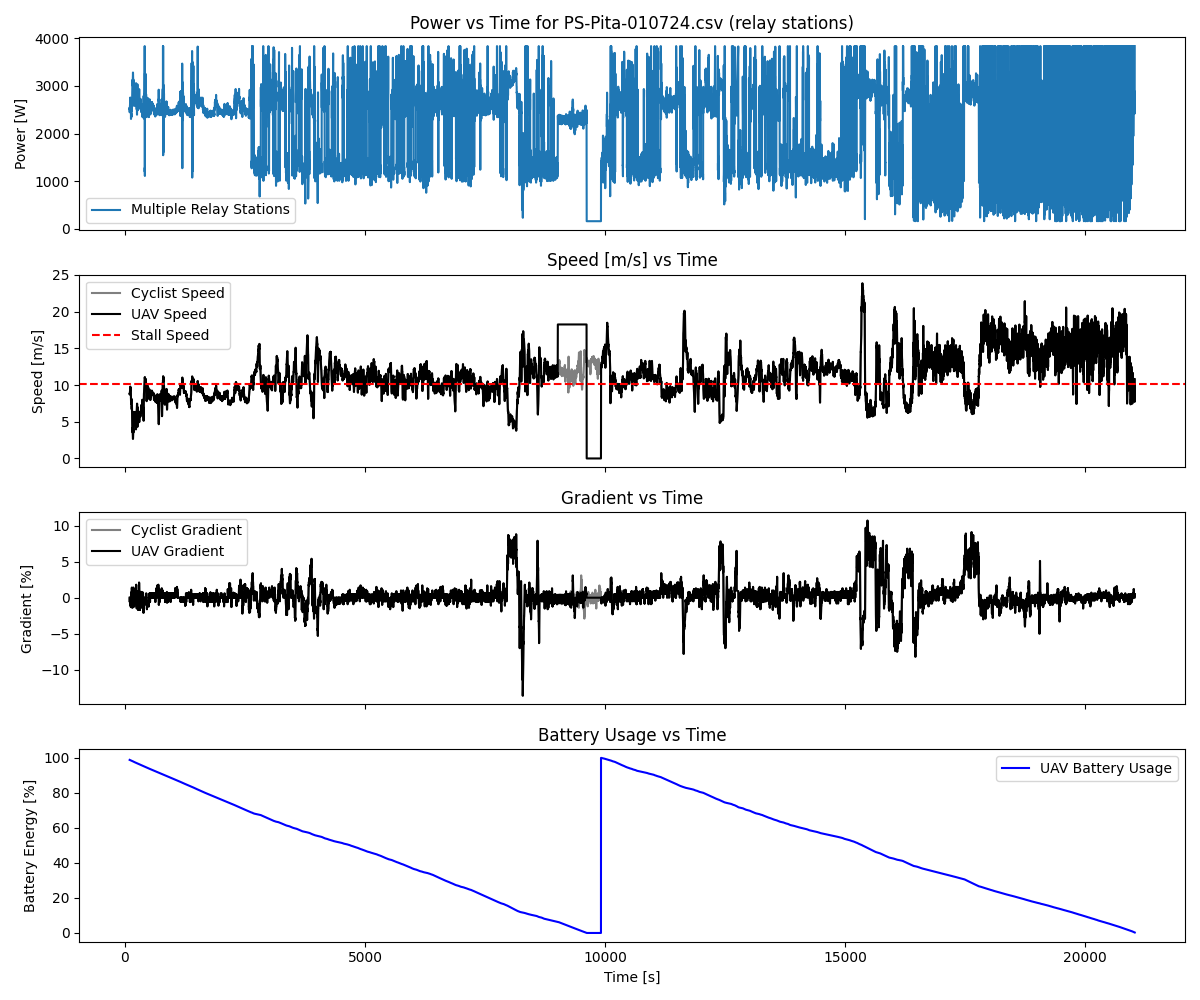 Power vs Time for PS-Pita-010724.csv (relay stations)
4000
3000
2000
1000
0
Power [W]
Multiple Relay Stations
Speed [m/s] vs Time
25
20
15
10
5
0
Speed [m/s]
Cyclist Speed
UAV Speed
Stall Speed
Gradient vs Time
10
5
0
−5
−10
Gradient [%]
Cyclist Gradient
UAV Gradient
Battery Usage vs Time
100
80
60
40
20
0
Battery Energy [%]
UAV Battery Usage
0 5000 10000 15000 20000
Time [s]